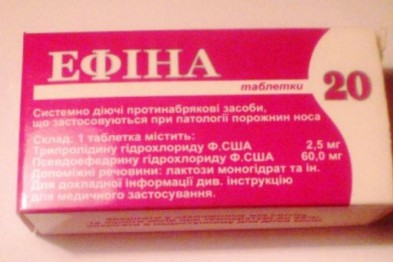 ЕФІНА
таблетки
20
Системно діючі протинабрякові засоби,
що застосовуються при патології порожнин носа
Склад: 1 таблетка містить:
Трипролідину гідрохлориду Ф.США 2,5 мг
Псевдоефедрину гідрохлориду Ф.США 60,0 мг
Допоміжні речовини: лактози моногідрат та ін.
Для докладної інформації див. інструкцію
для медичного застосування.